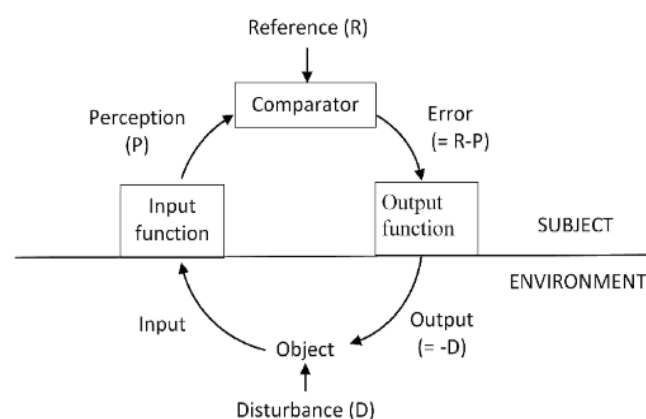 Reference (R)
Comparator
Perception
(P)
Error
(= R-P)
Input
function
Output
function
SUBJECT
ENVIRONMENT
Input
Output
(= -D)
Object
Disturbance (D)